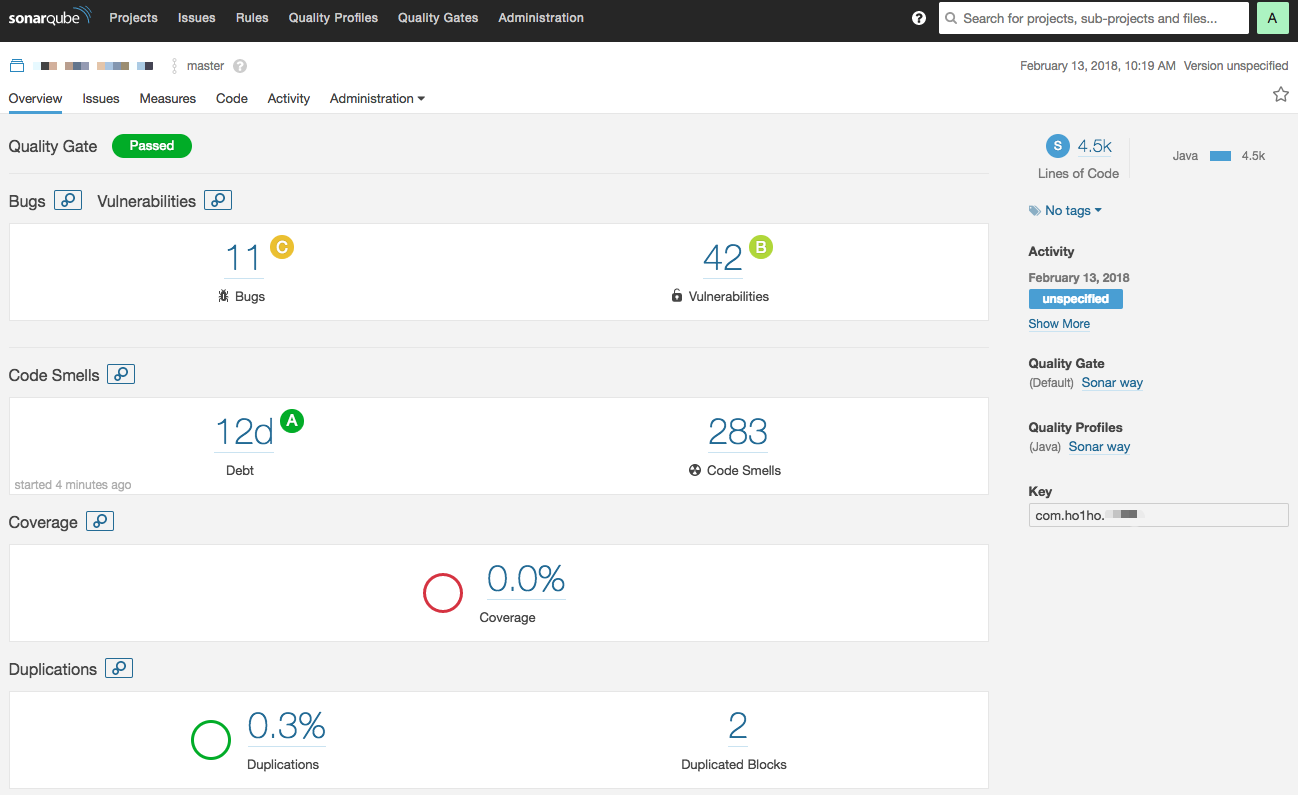 sonarqube Projects Issues Rules Quality Profiles Quality Gates Administration ? Search for projects, sub-projects and files... A
master ? February 13, 2018, 10:19 AM Version unspecified
Overview Issues Measures Code Activity Administration
Quality Gate Passed
Bugs Vulnerabilities
11 C 42 B
Bugs Vulnerabilities
Code Smells
12d A 283
Debt Code Smells
started 4 minutes ago
Coverage
0.0%
Coverage
Duplications
0.3% 2
Duplications Duplicated Blocks
S 4.5k Java 4.5k
Lines of Code
No tags
Activity
February 13, 2018
unspecified
Show More
Quality Gate
(Default) Sonar way
Quality Profiles
(Java) Sonar way
Key
com.ho1ho.